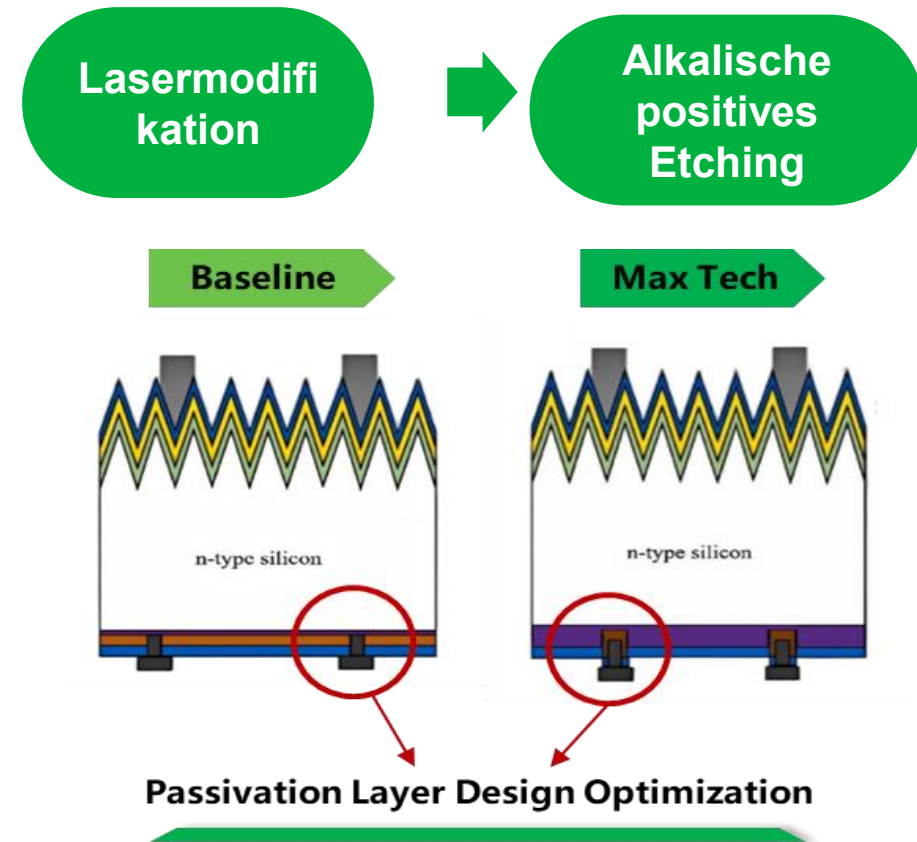 Lasermodifi
kation
Alkalische
positives
Etching
Baseline
Max Tech
n-type silicon
n-type silicon
Passivation Layer Design Optimization